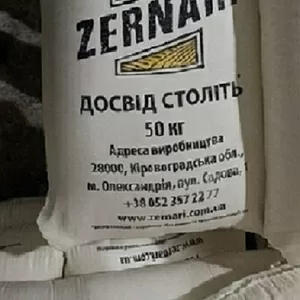 ZERNARI
ДОСВІД СТОЛІТЬ
50 КГ
Адреса виробництва
28000, Кіровоградська обл.,
м. Олександрія, вул. Садова,
+38 052 357 22 77
www.zernari.com.ua